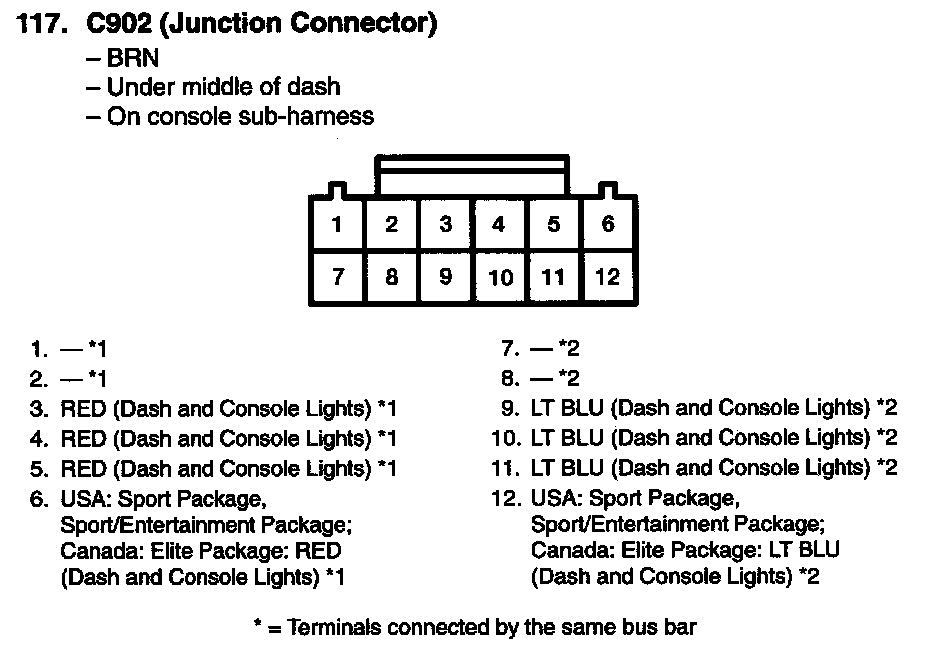 117. C902 (Junction Connector)
– BRN
– Under middle of dash
– On console sub-harness
1 2 3 4 5 6
7 8 9 10 11 12
1. — *1
2. — *1
3. RED (Dash and Console Lights) *1
4. RED (Dash and Console Lights) *1
5. RED (Dash and Console Lights) *1
6. USA: Sport Package,
Sport/Entertainment Package;
Canada: Elite Package: RED
(Dash and Console Lights) *1
7. — *2
8. — *2
9. LT BLU (Dash and Console Lights) *2
10. LT BLU (Dash and Console Lights) *2
11. LT BLU (Dash and Console Lights) *2
12. USA: Sport Package,
Sport/Entertainment Package;
Canada: Elite Package: LT BLU
(Dash and Console Lights) *2
* = Terminals connected by the same bus bar